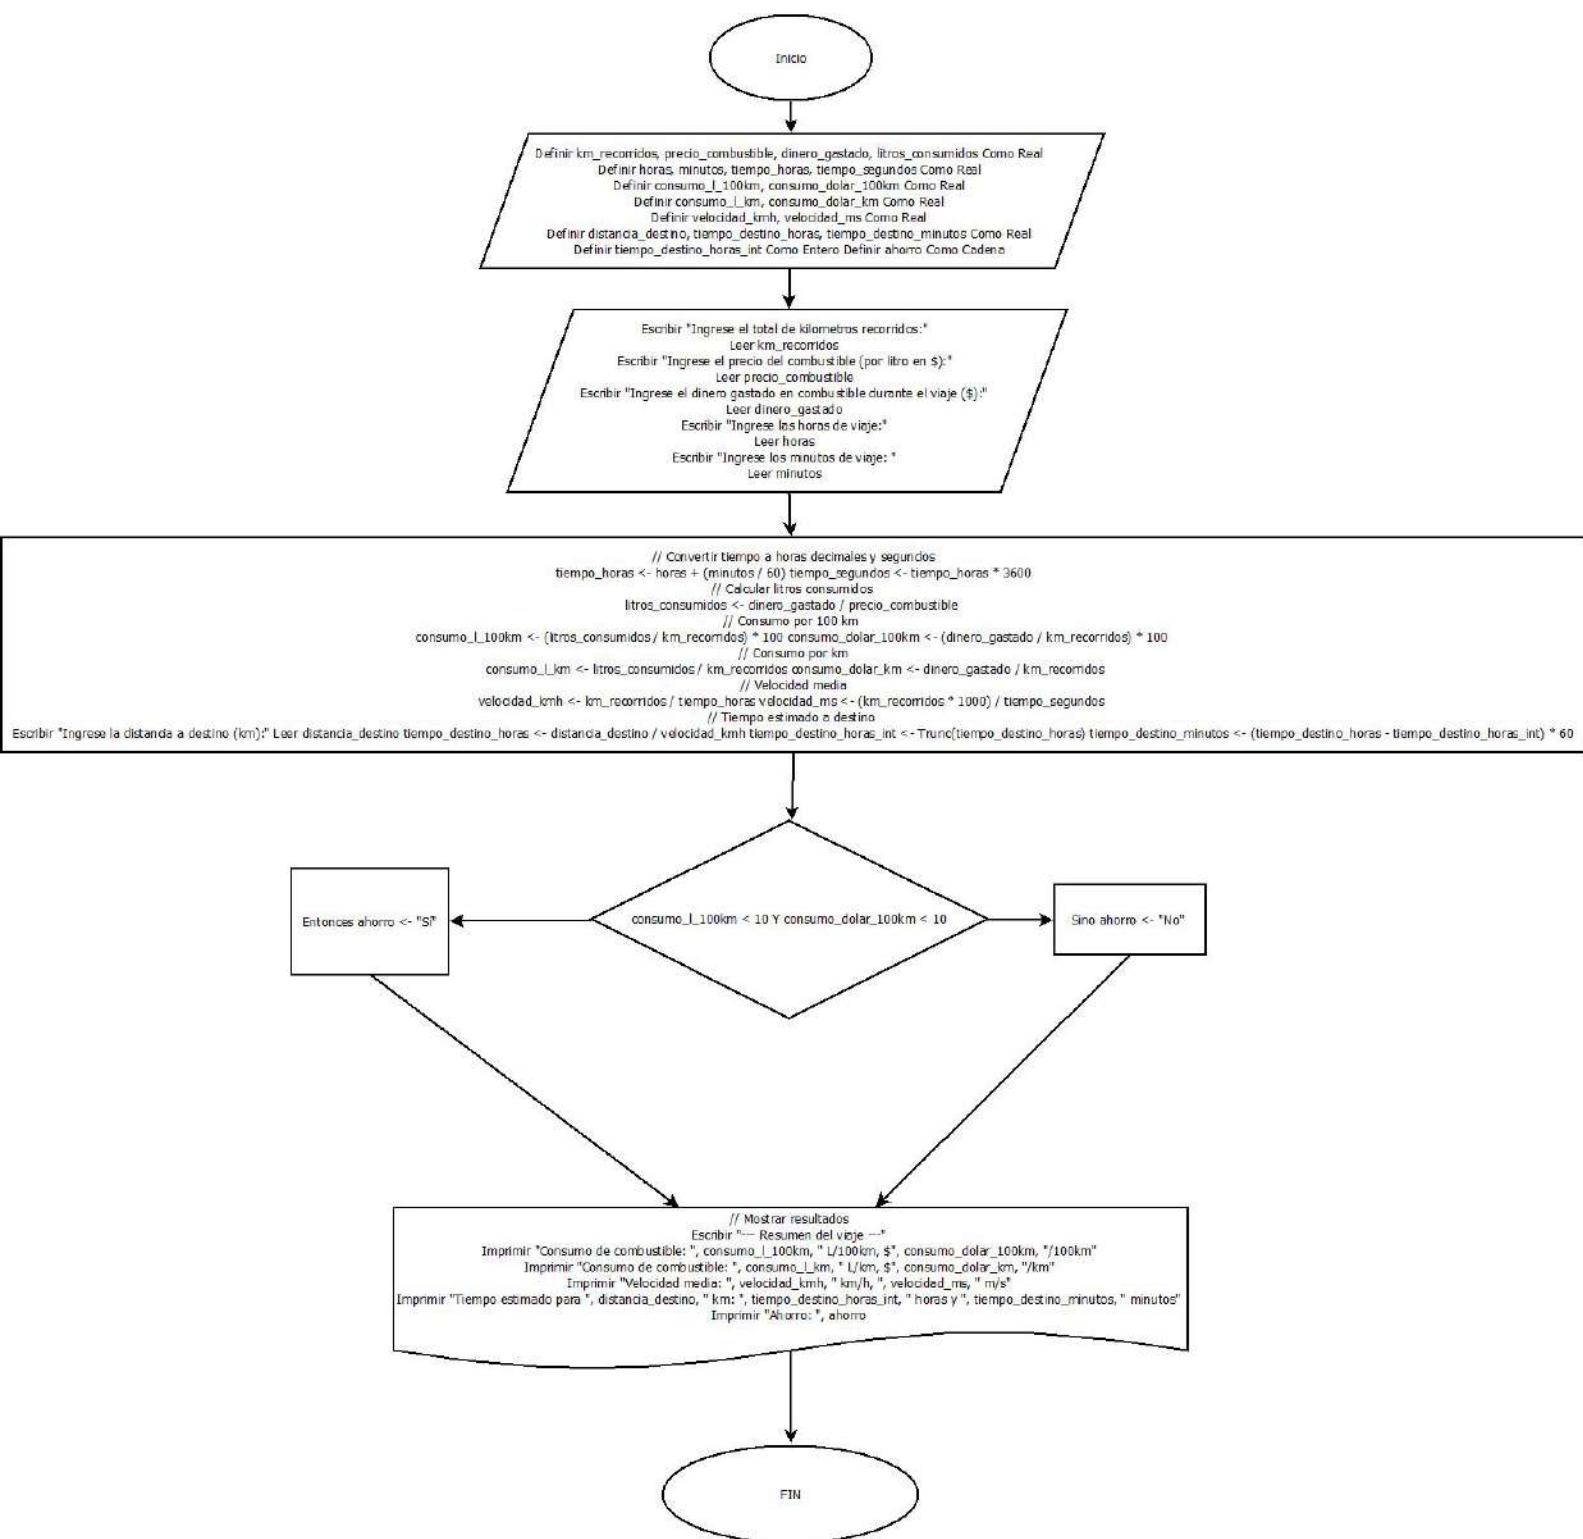 Inicio
Definir km_recorridos, precio_combustible, dinero_gastado, litros_consumidos Como Real
Definir horas, minutos, tiempo_horas, tiempo_segundos Como Real
Definir consumo_l_100km, consumo_dolar_100km Como Real
Definir consumo_l_km, consumo_dolar_km Como Real
Definir velocidad_kmh, velocidad_ms Como Real
Definir distancia_destino, tiempo_destino_horas, tiempo_destino_minutos Como Real
Definir tiempo_destino_horas_int Como Entero Definir ahorro Como Cadena
Escribir "Ingrese el total de kilometros recorridos:"
Leer km_recorridos
Escribir "Ingrese el precio del combustible (por litro en $):"
Leer precio_combustible
Escribir "Ingrese el dinero gastado en combustible durante el viaje ($):"
Leer dinero_gastado
Escribir "Ingrese las horas de viaje:"
Leer horas
Escribir "Ingrese los minutos de viaje: "
Leer minutos
// Convertir tiempo a horas decimales y segundos
tiempo_horas <- horas + (minutos / 60) tiempo_segundos <- tiempo_horas * 3600
// Calcular litros consumidos
litros_consumidos <- dinero_gastado / precio_combustible
// Consumo por 100 km
consumo_l_100km <- (litros_consumidos / km_recorridos) * 100 consumo_dolar_100km <- (dinero_gastado / km_recorridos) * 100
// Consumo por km
consumo_l_km <- litros_consumidos / km_recorridos consumo_dolar_km <- dinero_gastado / km_recorridos
// Velocidad media
velocidad_kmh <- km_recorridos / tiempo_horas velocidad_ms <- (km_recorridos * 1000) / tiempo_segundos
// Tiempo estimado a destino
Escribir "Ingrese la distancia a destino (km):" Leer distancia_destino tiempo_destino_horas <- distancia_destino / velocidad_kmh tiempo_destino_horas_int <- Trunc(tiempo_destino_horas) tiempo_destino_minutos <- (tiempo_destino_horas - tiempo_destino_horas_int) * 60
Entonces ahorro <- "Sí"
consumo_l_100km < 10 Y consumo_dolar_100km < 10
Sino ahorro <- "No"
// Mostrar resultados
Escribir "--- Resumen del viaje ---"
Imprimir "Consumo de combustible: ", consumo_l_100km, " L/100km, $", consumo_dolar_100km, "/100km"
Imprimir "Consumo de combustible: ", consumo_l_km, " L/km, $", consumo_dolar_km, "/km"
Imprimir "Velocidad media: ", velocidad_kmh, " km/h, ", velocidad_ms, " m/s"
Imprimir "Tiempo estimado para ", distancia_destino, " km: ", tiempo_destino_horas_int, " horas y ", tiempo_destino_minutos, " minutos"
Imprimir "Ahorro: ", ahorro
FIN